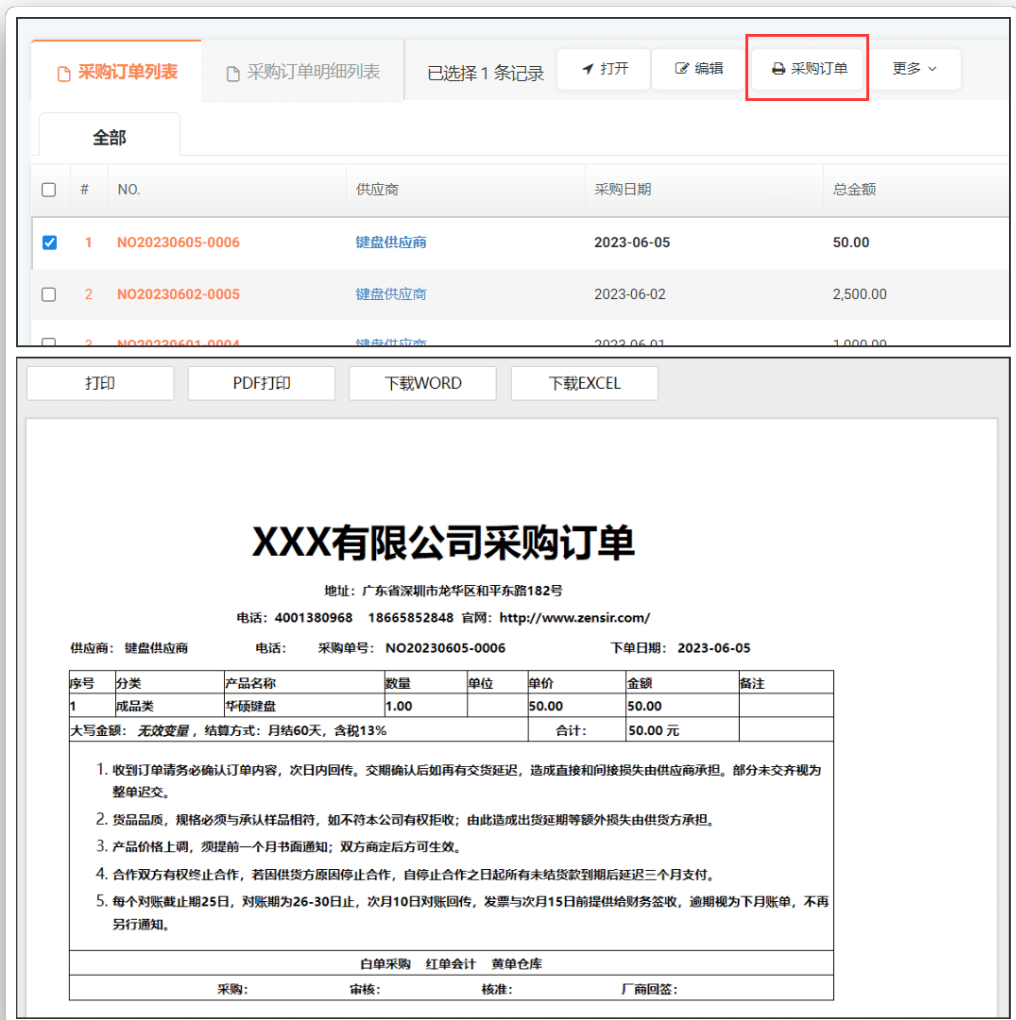 采购订单列表 采购订单明细列表 已选择 1 条记录 打开 编辑 采购订单 更多
全部
# NO. 供应商 采购日期 总金额
1 NO20230605-0006 键盘供应商 2023-06-05 50.00
2 NO20230602-0005 键盘供应商 2023-06-02 2,500.00
3 NO20230601-0004 键盘供应商 2023-06-01 1,000.00
打印 PDF打印 下载WORD 下载EXCEL
XXX有限公司采购订单
地址：广东省深圳市龙华区和平东路182号
电话：4001380968 18665852848 官网：http://www.zensir.com/
供应商： 键盘供应商 电话： 采购单号： NO20230605-0006 下单日期： 2023-06-05
序号 分类 产品名称 数量 单位 单价 金额 备注
1 成品类 华硕键盘 1.00 50.00 50.00
大写金额： 无效变量 ，结算方式：月结60天，含税13% 合计： 50.00 元
1. 收到订单请务必确认订单内容，次日内回传。交期确认后如再有交货延迟，造成直接和间接损失由供应商承担。部分未交齐视为
整单迟交。
2. 货品品质，规格必须与承认样品相符，如不符本公司有权拒收；由此造成出货延期等额外损失由供货方承担。
3. 产品价格上调，须提前一个月书面通知；双方商定后方可生效。
4. 合作双方有权终止合作，若因供货方原因停止合作，自停止合作之日起所有未结货款到期后延迟三个月支付。
5. 每个对账截止期25日，对账期为26-30日止，次月10日对账回传，发票与次月15日前提供给财务签收，逾期视为下月账单，不再
另行通知。
白单采购 红单会计 黄单仓库
采购： 审核： 核准： 厂商回签：